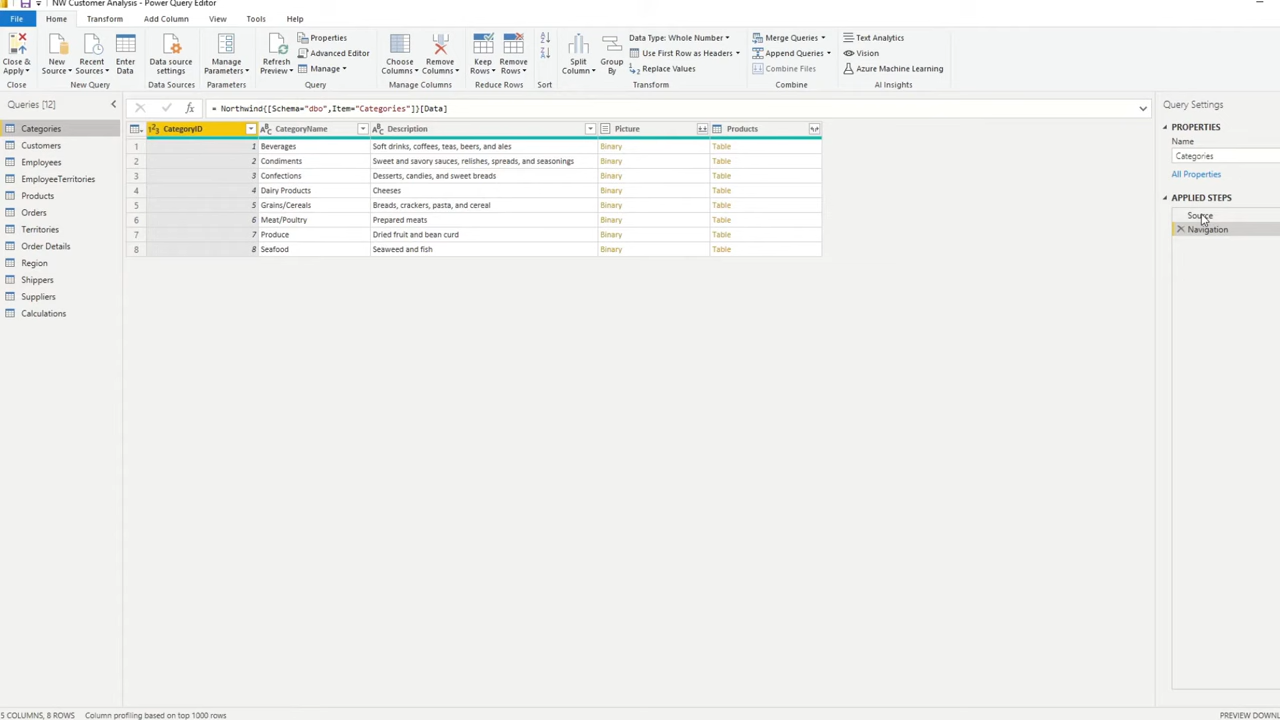 NW Customer Analysis - Power Query Editor
File Home Transform Add Column View Tools Help
Close & Apply
New Source
Recent Sources
Enter Data
Data source settings
Manage Parameters
Refresh Preview
Properties
Advanced Editor
Manage
Choose Columns
Remove Columns
Keep Rows
Remove Rows
Split Column
Group By
Data Type: Whole Number
Use First Row as Headers
Replace Values
Merge Queries
Append Queries
Combine Files
Text Analytics
Vision
Azure Machine Learning
Close New Query Data Sources Parameters Query Manage Columns Reduce Rows Sort Transform Combine AI Insights
Queries [12]
= Northwind{[Schema="dbo",Item="Categories"]}[Data]
Categories
Customers
Employees
EmployeeTerritories
Products
Orders
Territories
Order Details
Region
Shippers
Suppliers
Calculations
CategoryID CategoryName Description Picture Products
1 1 Beverages Soft drinks, coffees, teas, beers, and ales Binary Table
2 2 Condiments Sweet and savory sauces, relishes, spreads, and seasonings Binary Table
3 3 Confections Desserts, candies, and sweet breads Binary Table
4 4 Dairy Products Cheeses Binary Table
5 5 Grains/Cereals Breads, crackers, pasta, and cereal Binary Table
6 6 Meat/Poultry Prepared meats Binary Table
7 7 Produce Dried fruit and bean curd Binary Table
8 8 Seafood Seaweed and fish Binary Table
Query Settings
PROPERTIES
Name
Categories
All Properties
APPLIED STEPS
Source
Navigation
5 COLUMNS, 8 ROWS Column profiling based on top 1000 rows
PREVIEW DOWNL